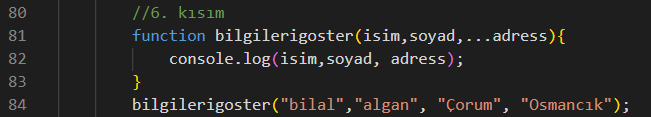 80 //6. kısım
81 function bilgilerigoster(isim,soyad,...adress){
82 console.log(isim,soyad, adress);
83 }
84 bilgilerigoster("bilal","algan", "Çorum", "Osmancık");